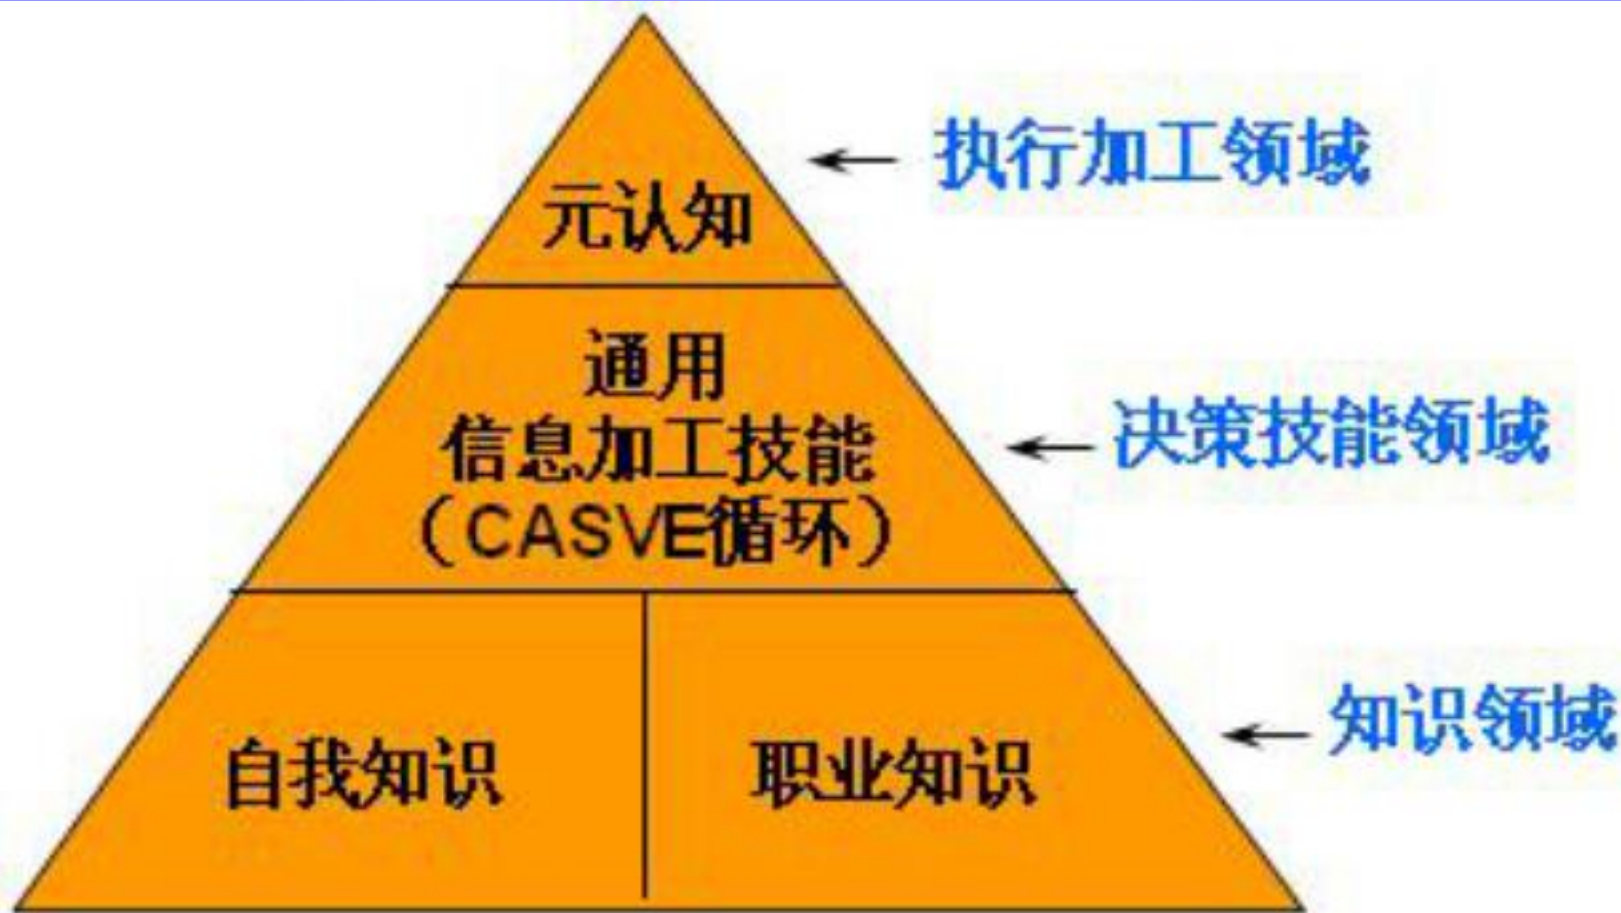 执行加工领域
元认知
通用
信息加工技能
（CASVE循环）
决策技能领域
自我知识
职业知识
知识领域